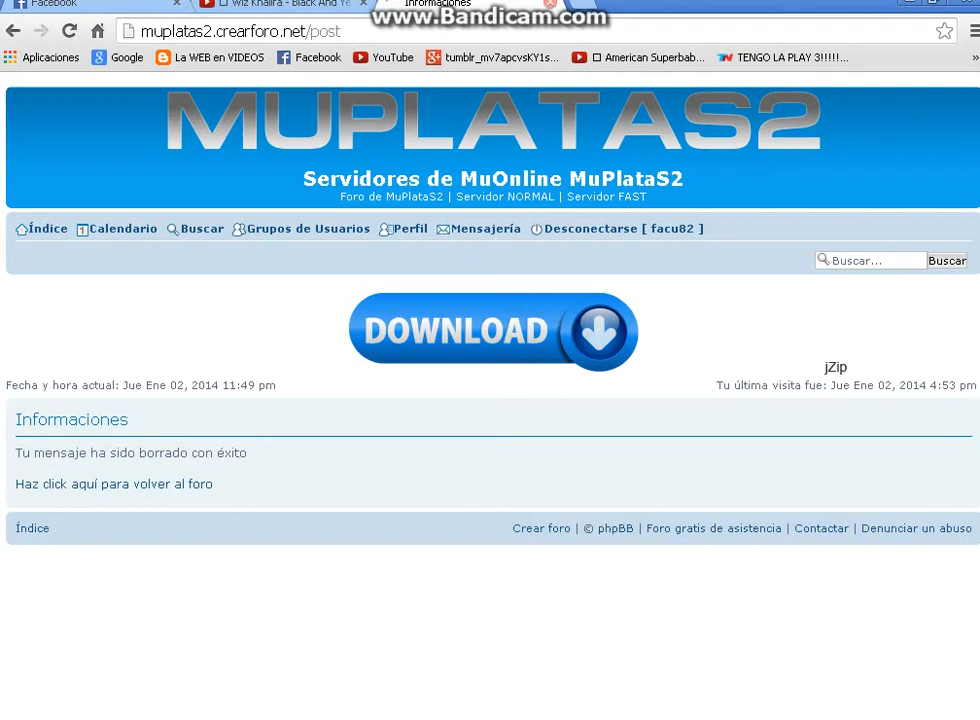 Facebook
Wiz Khalifa - Black And Ye
Informaciones
www.Bandicam.com
muplatas2.crearforo.net/post
Aplicaciones Google La WEB en VIDEOS Facebook YouTube tumblr_mv7apcvsKY1s... American Superbab... TENGO LA PLAY 3!!!!!... »
MUPLATAS2
Servidores de MuOnline MuPlataS2
Foro de MuPlataS2 | Servidor NORMAL | Servidor FAST
Índice Calendario Buscar Grupos de Usuarios Perfil Mensajería Desconectarse [ facu82 ]
Buscar... Buscar
DOWNLOAD
jZip
Fecha y hora actual: Jue Ene 02, 2014 11:49 pm Tu última visita fue: Jue Ene 02, 2014 4:53 pm
Informaciones
Tu mensaje ha sido borrado con éxito
Haz click aquí para volver al foro
Índice Crear foro | © phpBB | Foro gratis de asistencia | Contactar | Denunciar un abuso